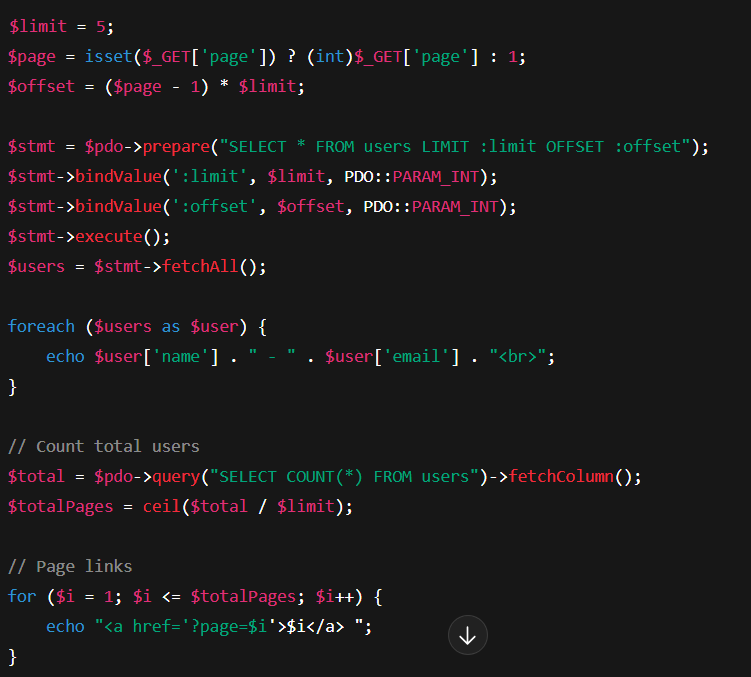 $limit = 5;
$page = isset($_GET['page']) ? (int)$_GET['page'] : 1;
$offset = ($page - 1) * $limit;
$stmt = $pdo->prepare("SELECT * FROM users LIMIT :limit OFFSET :offset");
$stmt->bindValue(':limit', $limit, PDO::PARAM_INT);
$stmt->bindValue(':offset', $offset, PDO::PARAM_INT);
$stmt->execute();
$users = $stmt->fetchAll();
foreach ($users as $user) {
    echo $user['name'] . " - " . $user['email'] . "<br>";
}
// Count total users
$total = $pdo->query("SELECT COUNT(*) FROM users")->fetchColumn();
$totalPages = ceil($total / $limit);
// Page links
for ($i = 1; $i <= $totalPages; $i++) {
    echo "<a href='?page=$i'>$i</a> ";
}